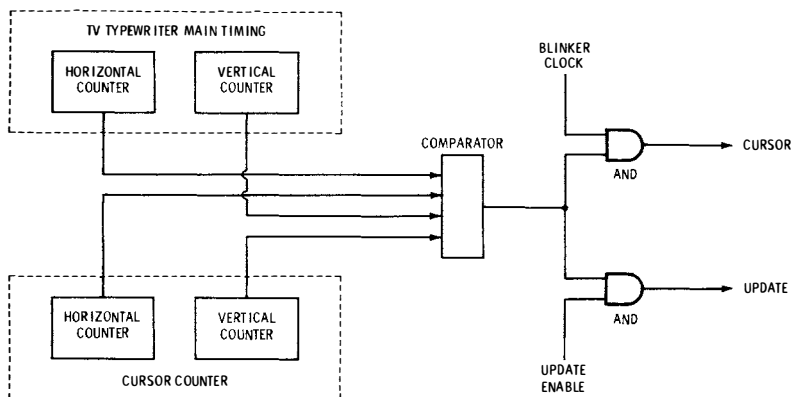 TV TYPEWRITER MAIN TIMING
HORIZONTAL
COUNTER
VERTICAL
COUNTER
BLINKER
CLOCK
COMPARATOR
CURSOR
AND
HORIZONTAL
COUNTER
VERTICAL
COUNTER
UPDATE
AND
CURSOR COUNTER
UPDATE
ENABLE